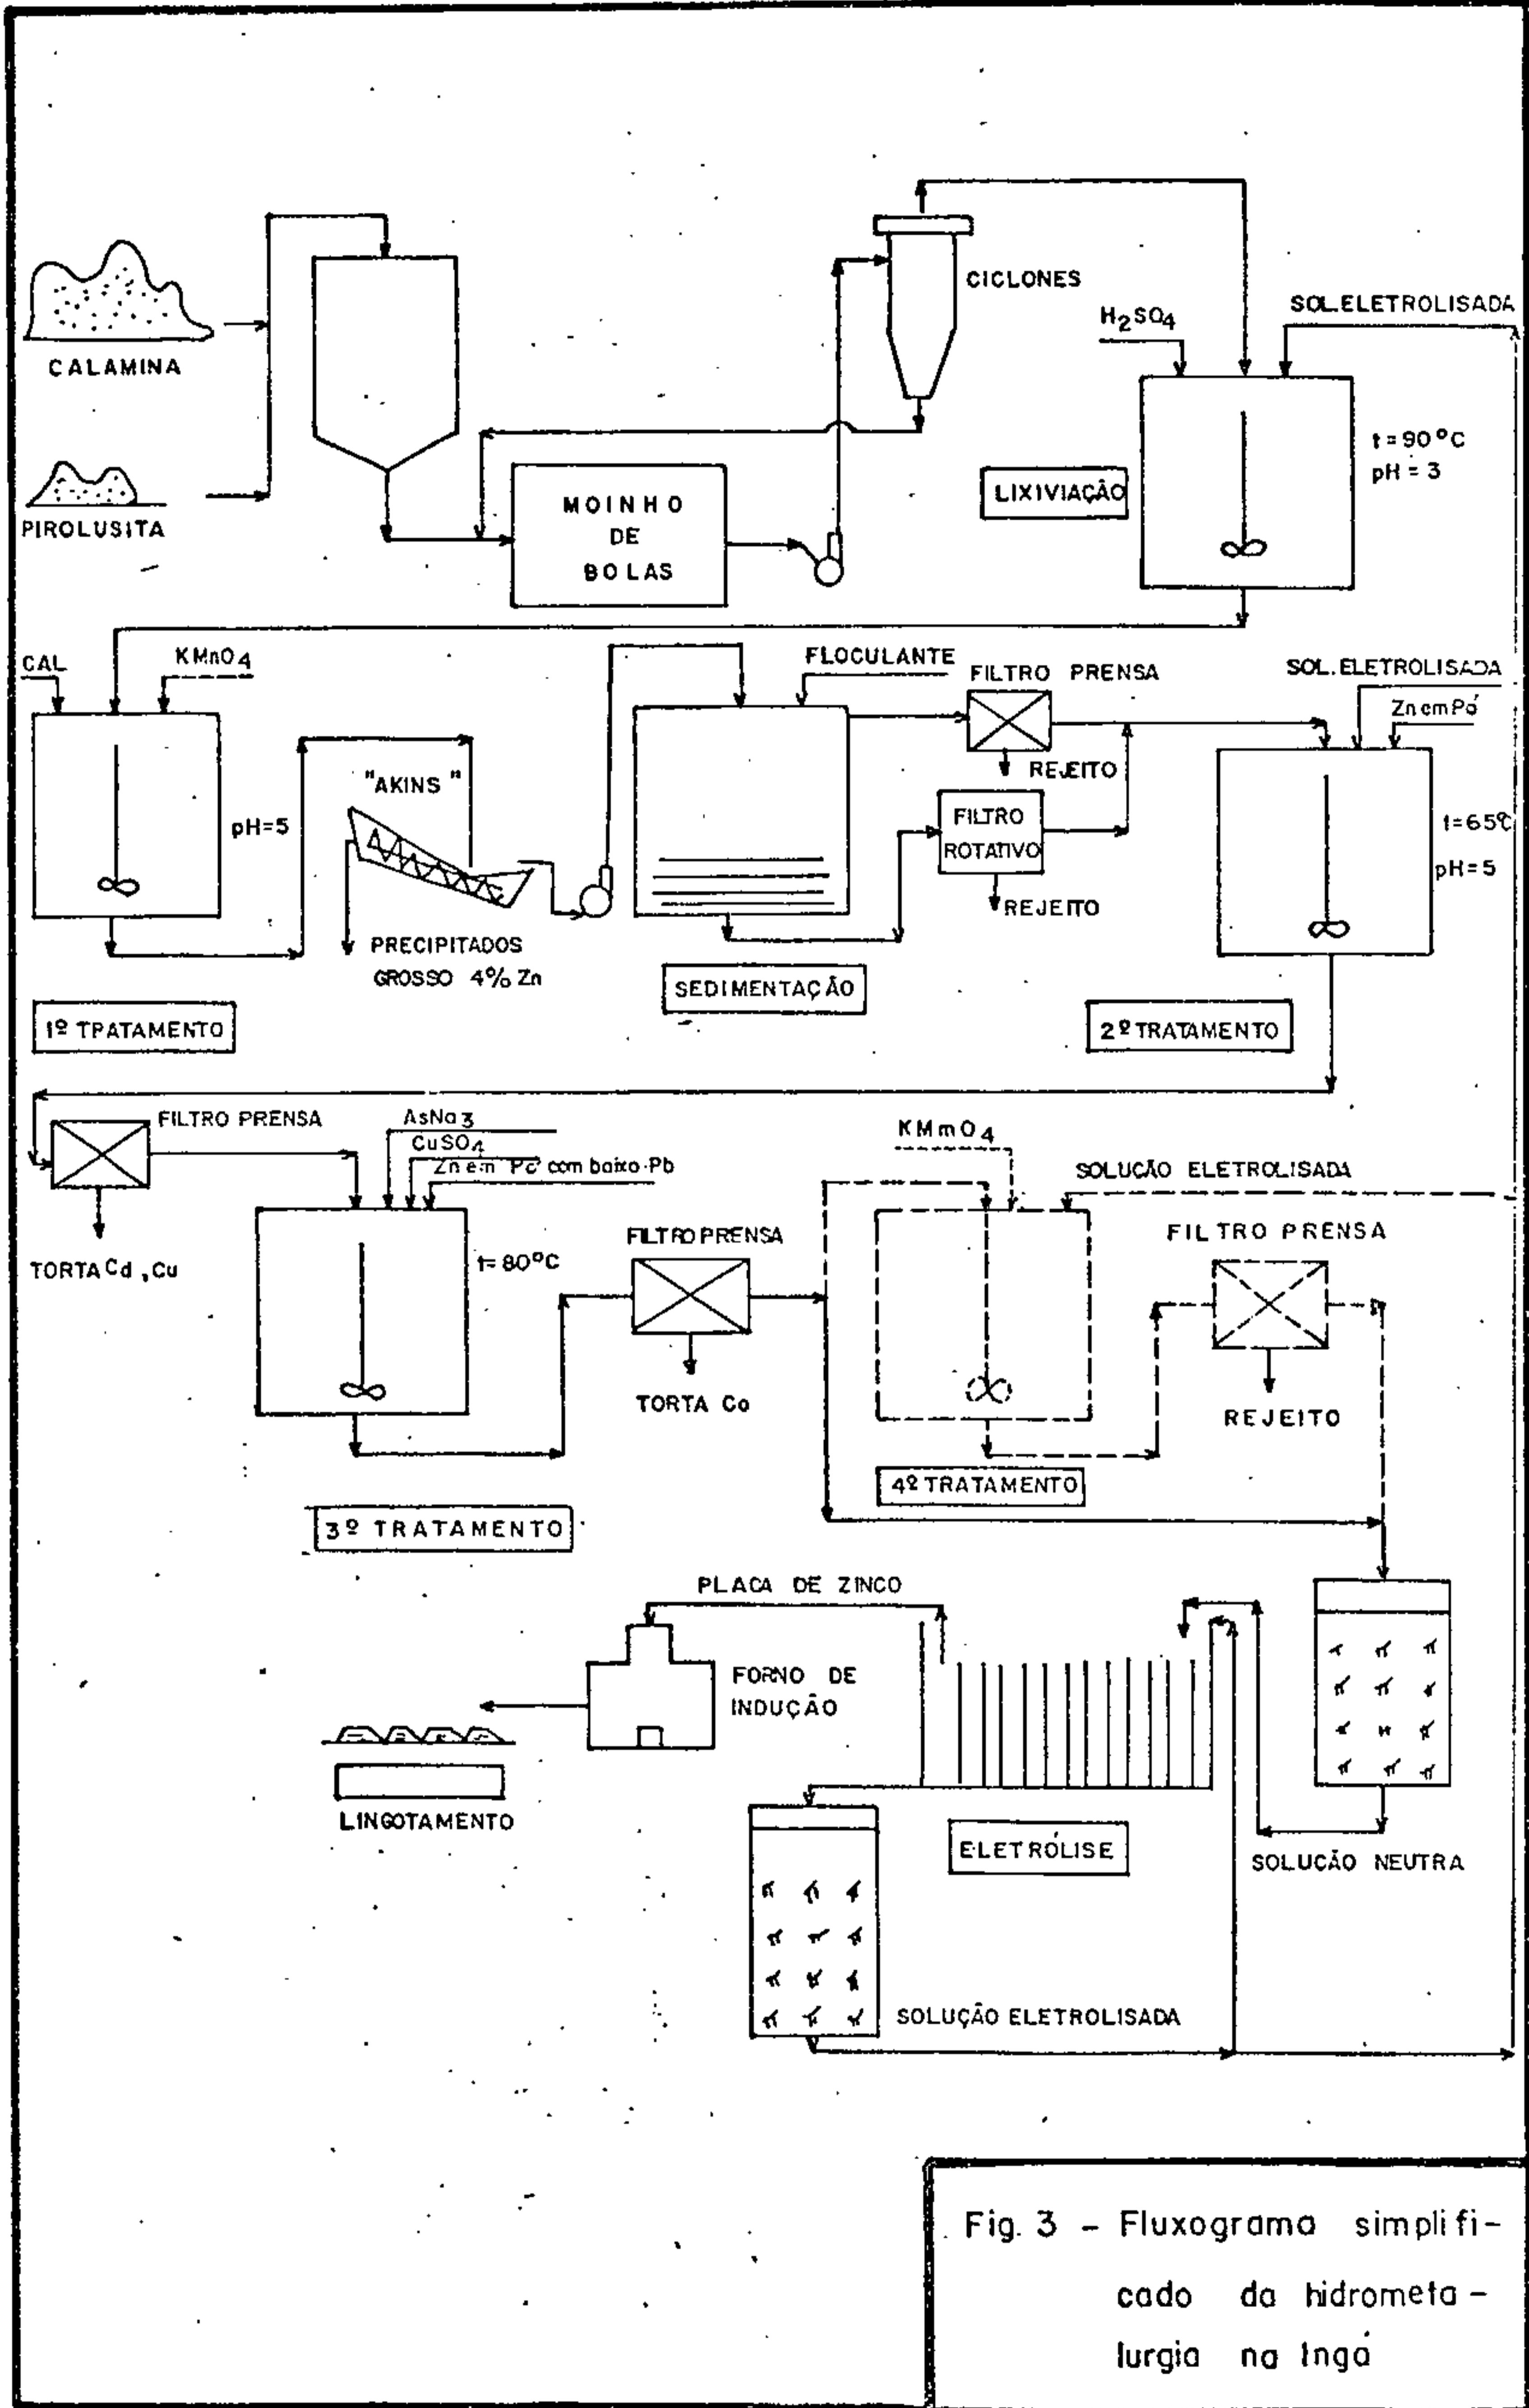 CICLONES
H2SO4
SOL.ELETROLISADA
CALAMINA
t=90°C
pH=3
LIXIVIAÇÃO
PIROLUSITA
MOINHO
DE
BOLAS
CAL
KMnO4
FLOCULANTE
FILTRO PRENSA
SOL.ELETROLISADA
Zn em Pó
"AKINS"
REJEITO
pH=5
FILTRO
ROTATIVO
t=65°C
pH=5
REJEITO
PRECIPITADOS
GROSSO 4% Zn
SEDIMENTAÇÃO
1º TPATAMENTO
2º TRATAMENTO
FILTRO PRENSA
AsNa3
CuSO4
Zn em Pó com baixo Pb
KMmO4
SOLUCÃO ELETROLISADA
TORTA Cd, Cu
t=80°C
FILTRO PRENSA
FILTRO PRENSA
TORTA Co
REJEITO
4º TRATAMENTO
3º TRATAMENTO
PLACA DE ZINCO
FORNO DE
INDUÇÃO
LINGOTAMENTO
ELETRÓLISE
SOLUCÃO NEUTRA
SOLUÇÃO ELETROLISADA
Fig. 3 - Fluxograma simplifi-
cado da hidrometa-
lurgia na Ingá